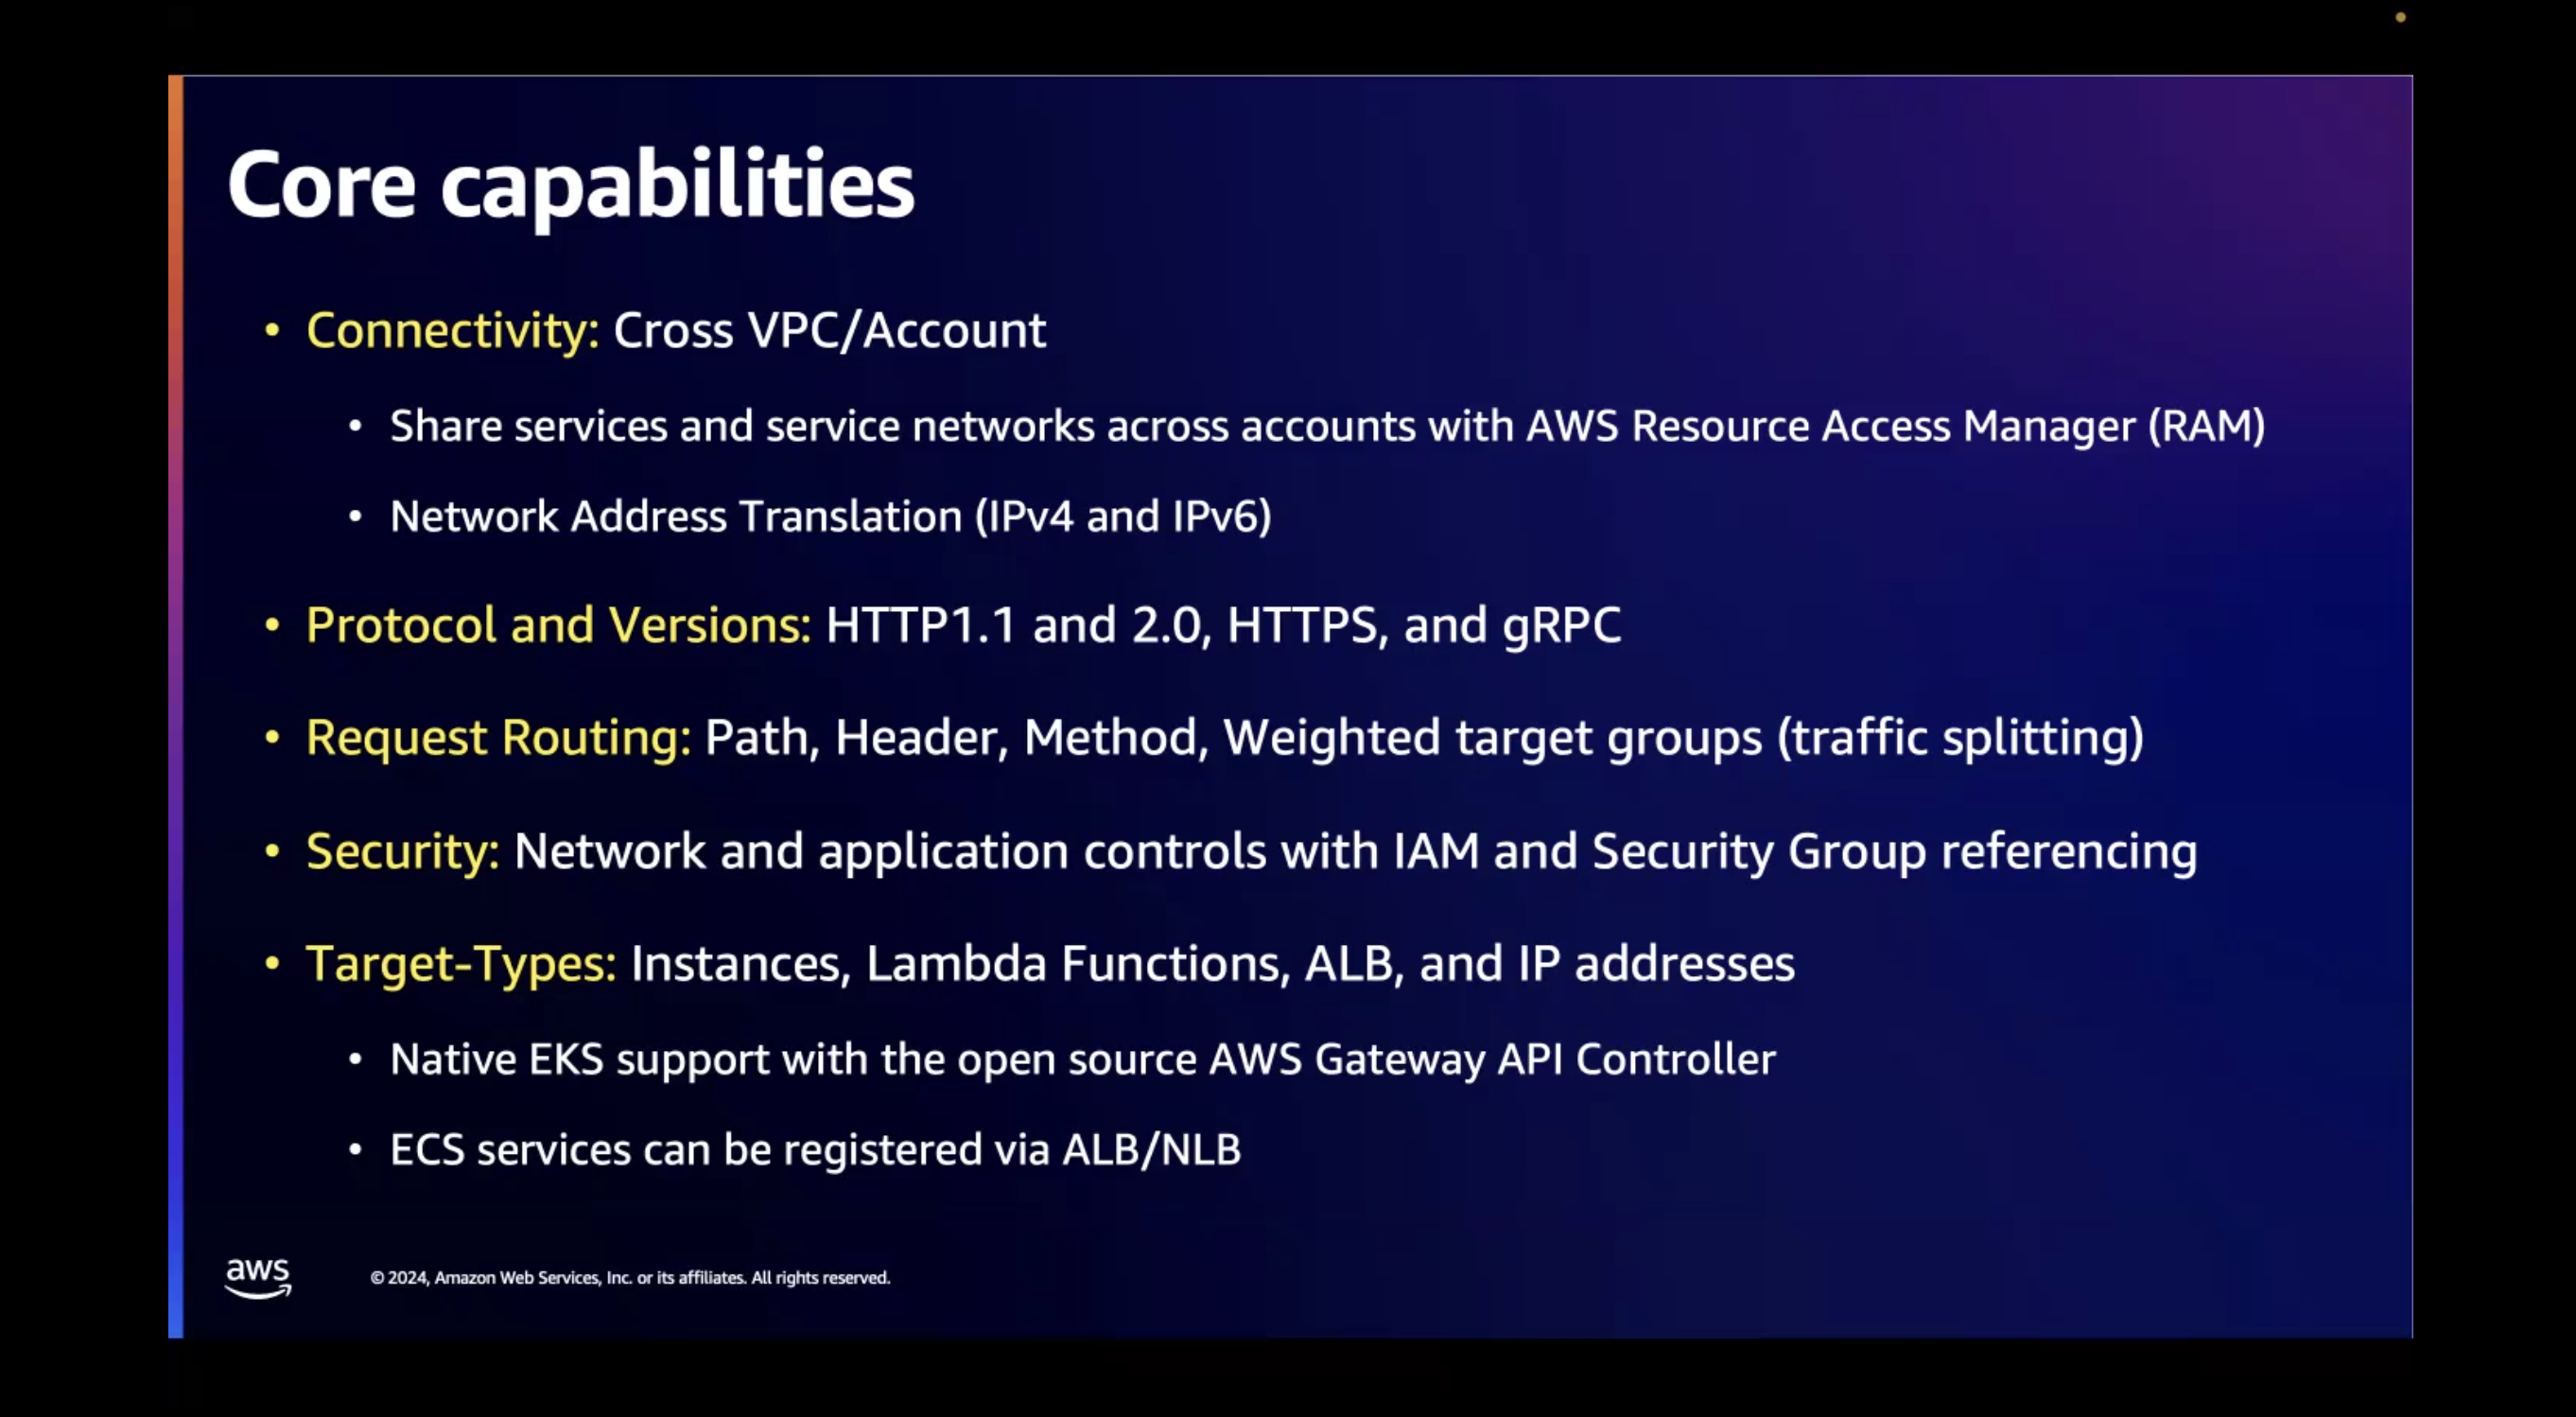 Core capabilities
• Connectivity: Cross VPC/Account
• Share services and service networks across accounts with AWS Resource Access Manager (RAM)
• Network Address Translation (IPv4 and IPv6)
• Protocol and Versions: HTTP1.1 and 2.0, HTTPS, and gRPC
• Request Routing: Path, Header, Method, Weighted target groups (traffic splitting)
• Security: Network and application controls with IAM and Security Group referencing
• Target-Types: Instances, Lambda Functions, ALB, and IP addresses
• Native EKS support with the open source AWS Gateway API Controller
• ECS services can be registered via ALB/NLB
aws
© 2024, Amazon Web Services, Inc. or its affiliates. All rights reserved.